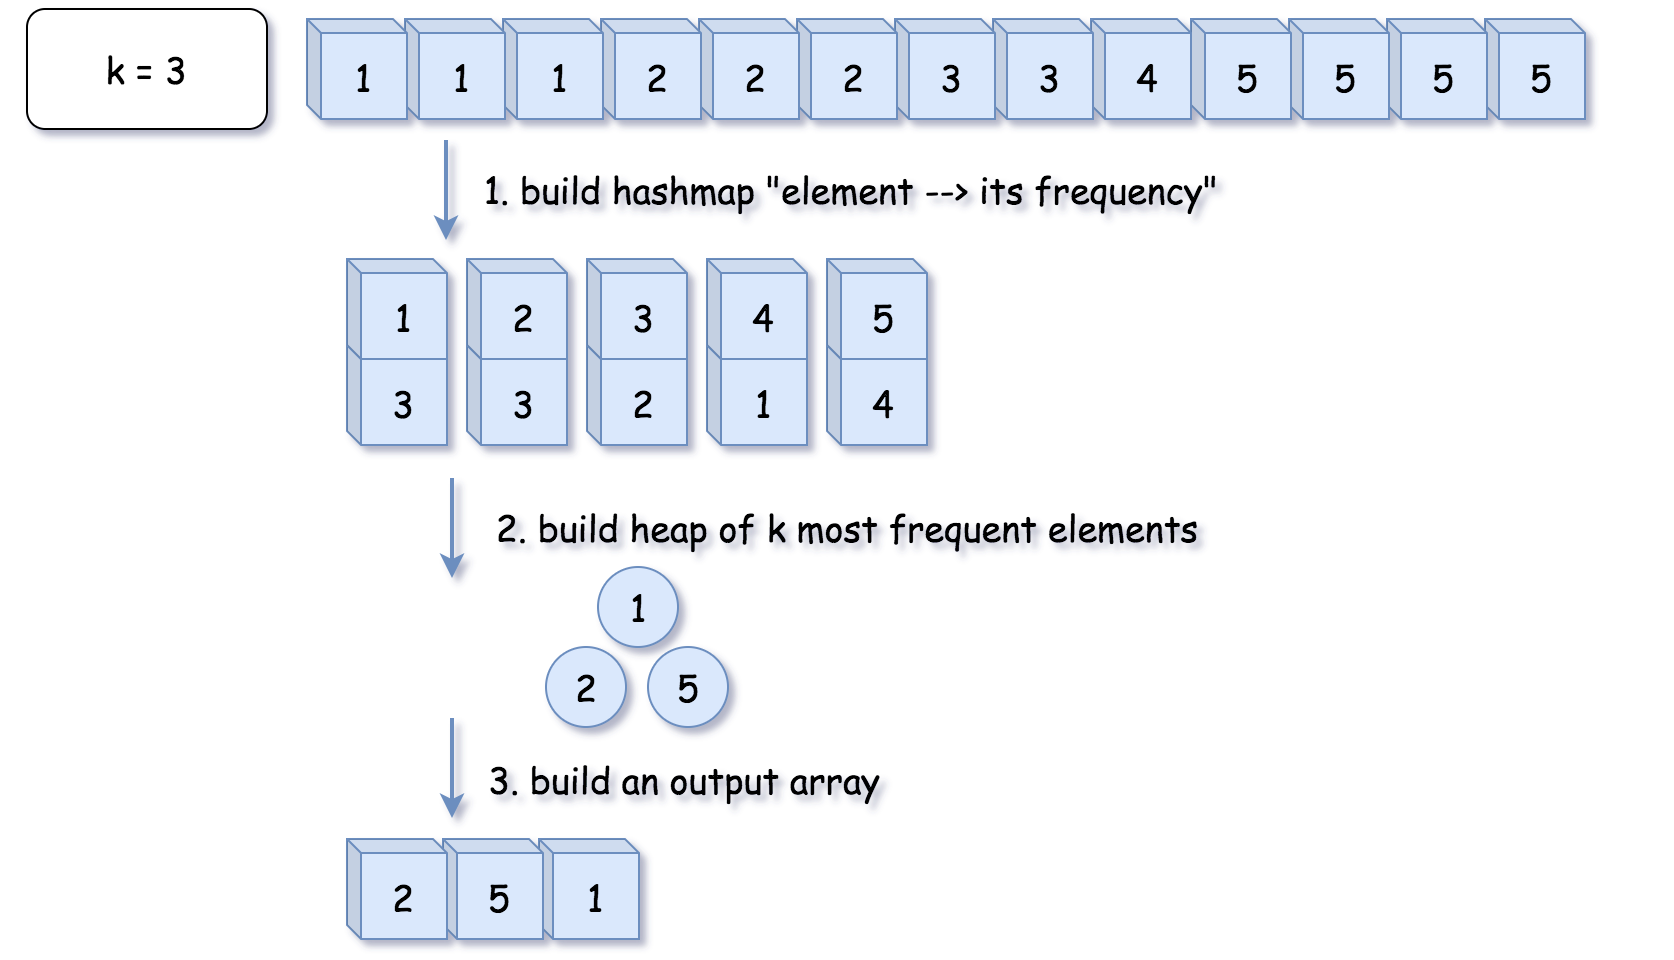 k = 3
1 1 1 2 2 2 3 3 4 5 5 5 5
1. build hashmap "element --> its frequency"
1 2 3 4 5
3 3 2 1 4
2. build heap of k most frequent elements
1
2 5
3. build an output array
2 5 1